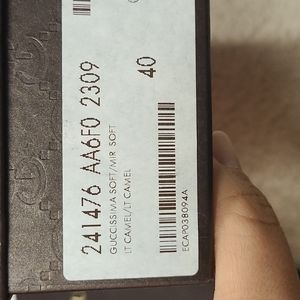 241476 AA6F0 2309
GUCCISSIMA SOFT/MIR. SOFT
LT CAMEL/LT CAMEL
40
ECAP038094A